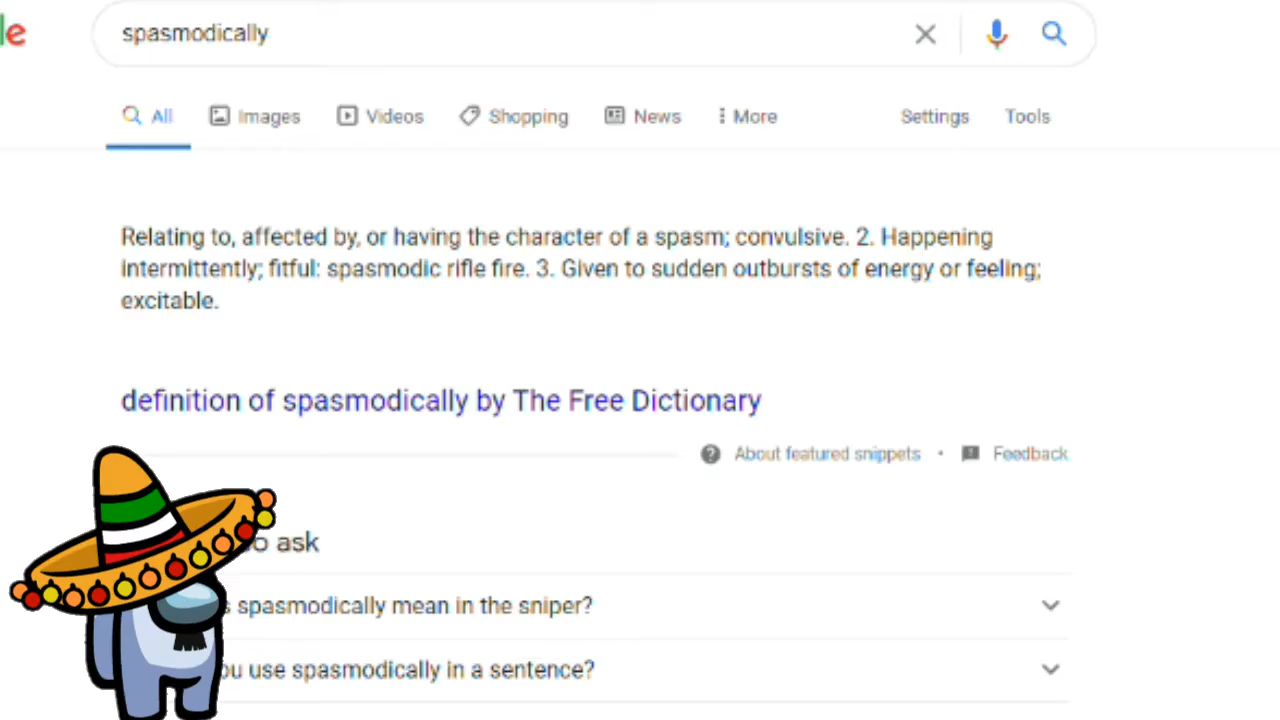 le spasmodically
All Images Videos Shopping News More Settings Tools
Relating to, affected by, or having the character of a spasm; convulsive. 2. Happening
intermittently; fitful: spasmodic rifle fire. 3. Given to sudden outbursts of energy or feeling;
excitable.
definition of spasmodically by The Free Dictionary
About featured snippets • Feedback
o ask
s spasmodically mean in the sniper?
ou use spasmodically in a sentence?